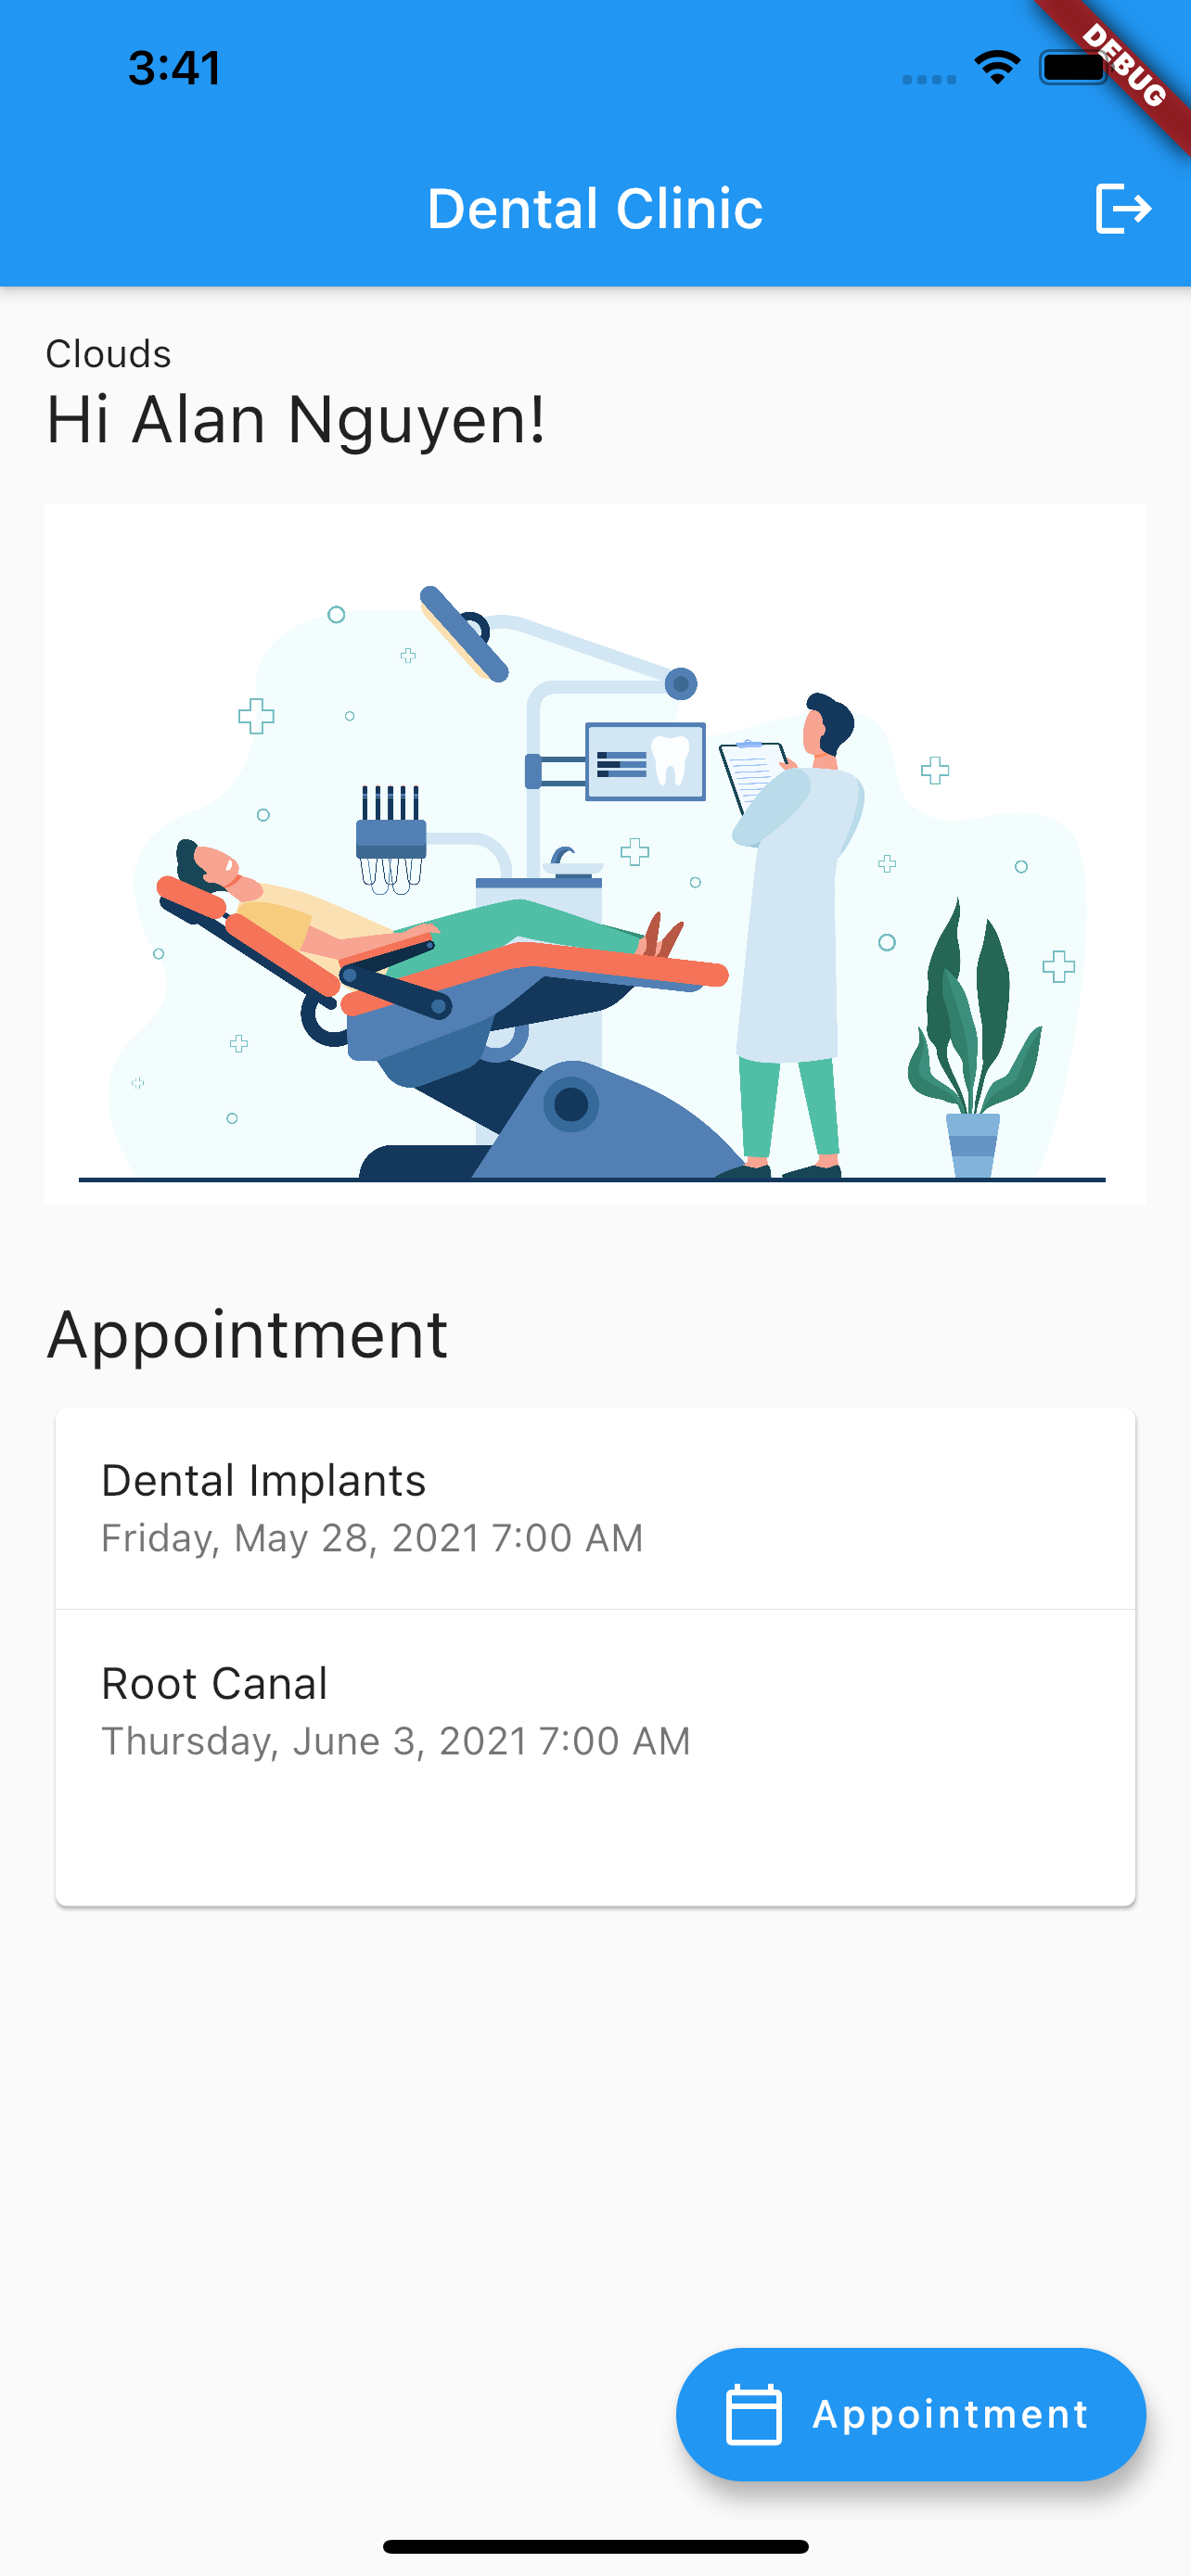 3:41
DEBUG
Dental Clinic
Clouds
Hi Alan Nguyen!
Appointment
Dental Implants
Friday, May 28, 2021 7:00 AM
Root Canal
Thursday, June 3, 2021 7:00 AM
Appointment